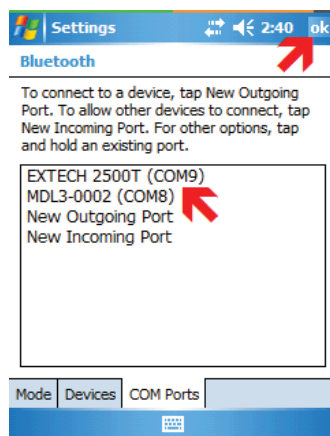 Settings 2:40 ok
Bluetooth
To connect to a device, tap New Outgoing
Port. To allow other devices to connect, tap
New Incoming Port. For other options, tap
and hold an existing port.
EXTECH 2500T (COM9)
MDL3-0002 (COM8)
New Outgoing Port
New Incoming Port
Mode Devices COM Ports